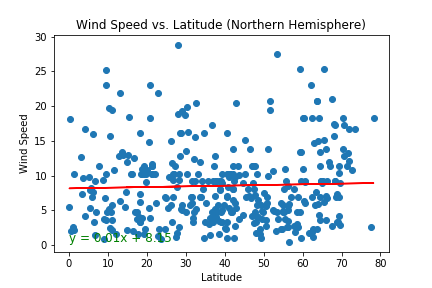 Wind Speed vs. Latitude (Northern Hemisphere)
30
25
20
15
10
5
0
Wind Speed
y = 0.01x + 8.15
0 10 20 30 40 50 60 70 80
Latitude